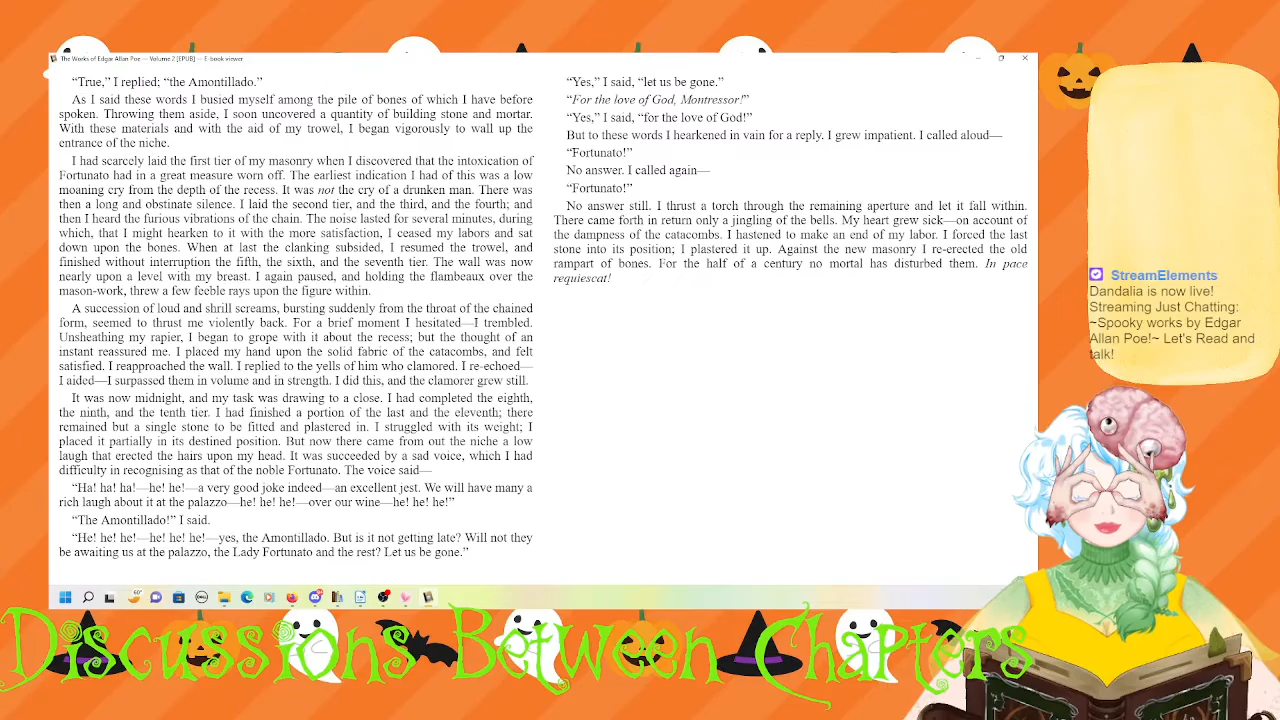 The Works of Edgar Allan Poe — Volume 2 [EPUB] — E-book viewer
“True,” I replied; “the Amontillado.”
As I said these words I busied myself among the pile of bones of which I have before
spoken. Throwing them aside, I soon uncovered a quantity of building stone and mortar.
With these materials and with the aid of my trowel, I began vigorously to wall up the
entrance of the niche.
I had scarcely laid the first tier of my masonry when I discovered that the intoxication of
Fortunato had in a great measure worn off. The earliest indication I had of this was a low
moaning cry from the depth of the recess. It was not the cry of a drunken man. There was
then a long and obstinate silence. I laid the second tier, and the third, and the fourth; and
then I heard the furious vibrations of the chain. The noise lasted for several minutes, during
which, that I might hearken to it with the more satisfaction, I ceased my labors and sat
down upon the bones. When at last the clanking subsided, I resumed the trowel, and
finished without interruption the fifth, the sixth, and the seventh tier. The wall was now
nearly upon a level with my breast. I again paused, and holding the flambeaux over the
mason-work, threw a few feeble rays upon the figure within.
A succession of loud and shrill screams, bursting suddenly from the throat of the chained
form, seemed to thrust me violently back. For a brief moment I hesitated—I trembled.
Unsheathing my rapier, I began to grope with it about the recess; but the thought of an
instant reassured me. I placed my hand upon the solid fabric of the catacombs, and felt
satisfied. I reapproached the wall. I replied to the yells of him who clamored. I re-echoed—
I aided—I surpassed them in volume and in strength. I did this, and the clamorer grew still.
It was now midnight, and my task was drawing to a close. I had completed the eighth,
the ninth, and the tenth tier. I had finished a portion of the last and the eleventh; there
remained but a single stone to be fitted and plastered in. I struggled with its weight; I
placed it partially in its destined position. But now there came from out the niche a low
laugh that erected the hairs upon my head. It was succeeded by a sad voice, which I had
difficulty in recognising as that of the noble Fortunato. The voice said—
“Ha! ha! ha!—he! he!—a very good joke indeed—an excellent jest. We will have many a
rich laugh about it at the palazzo—he! he! he!—over our wine—he! he! he!”
“The Amontillado!” I said.
“He! he! he!—he! he! he!—yes, the Amontillado. But is it not getting late? Will not they
be awaiting us at the palazzo, the Lady Fortunato and the rest? Let us be gone.”
“Yes,” I said, “let us be gone.”
“For the love of God, Montressor!”
“Yes,” I said, “for the love of God!”
But to these words I hearkened in vain for a reply. I grew impatient. I called aloud—
“Fortunato!”
No answer. I called again—
“Fortunato!”
No answer still. I thrust a torch through the remaining aperture and let it fall within.
There came forth in return only a jingling of the bells. My heart grew sick—on account of
the dampness of the catacombs. I hastened to make an end of my labor. I forced the last
stone into its position; I plastered it up. Against the new masonry I re-erected the old
rampart of bones. For the half of a century no mortal has disturbed them. In pace
requiescat!
StreamElements
Dandalia is now live!
Streaming Just Chatting:
~Spooky works by Edgar
Allan Poe!~ Let's Read and
talk!
60°
DELL
Discussions Between Chapters